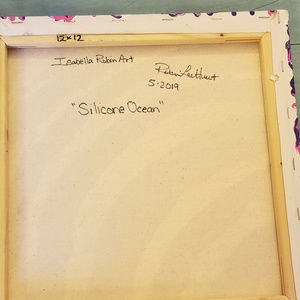 12x12
Isabella Robin Art
5-2019
"Silicone Ocean"